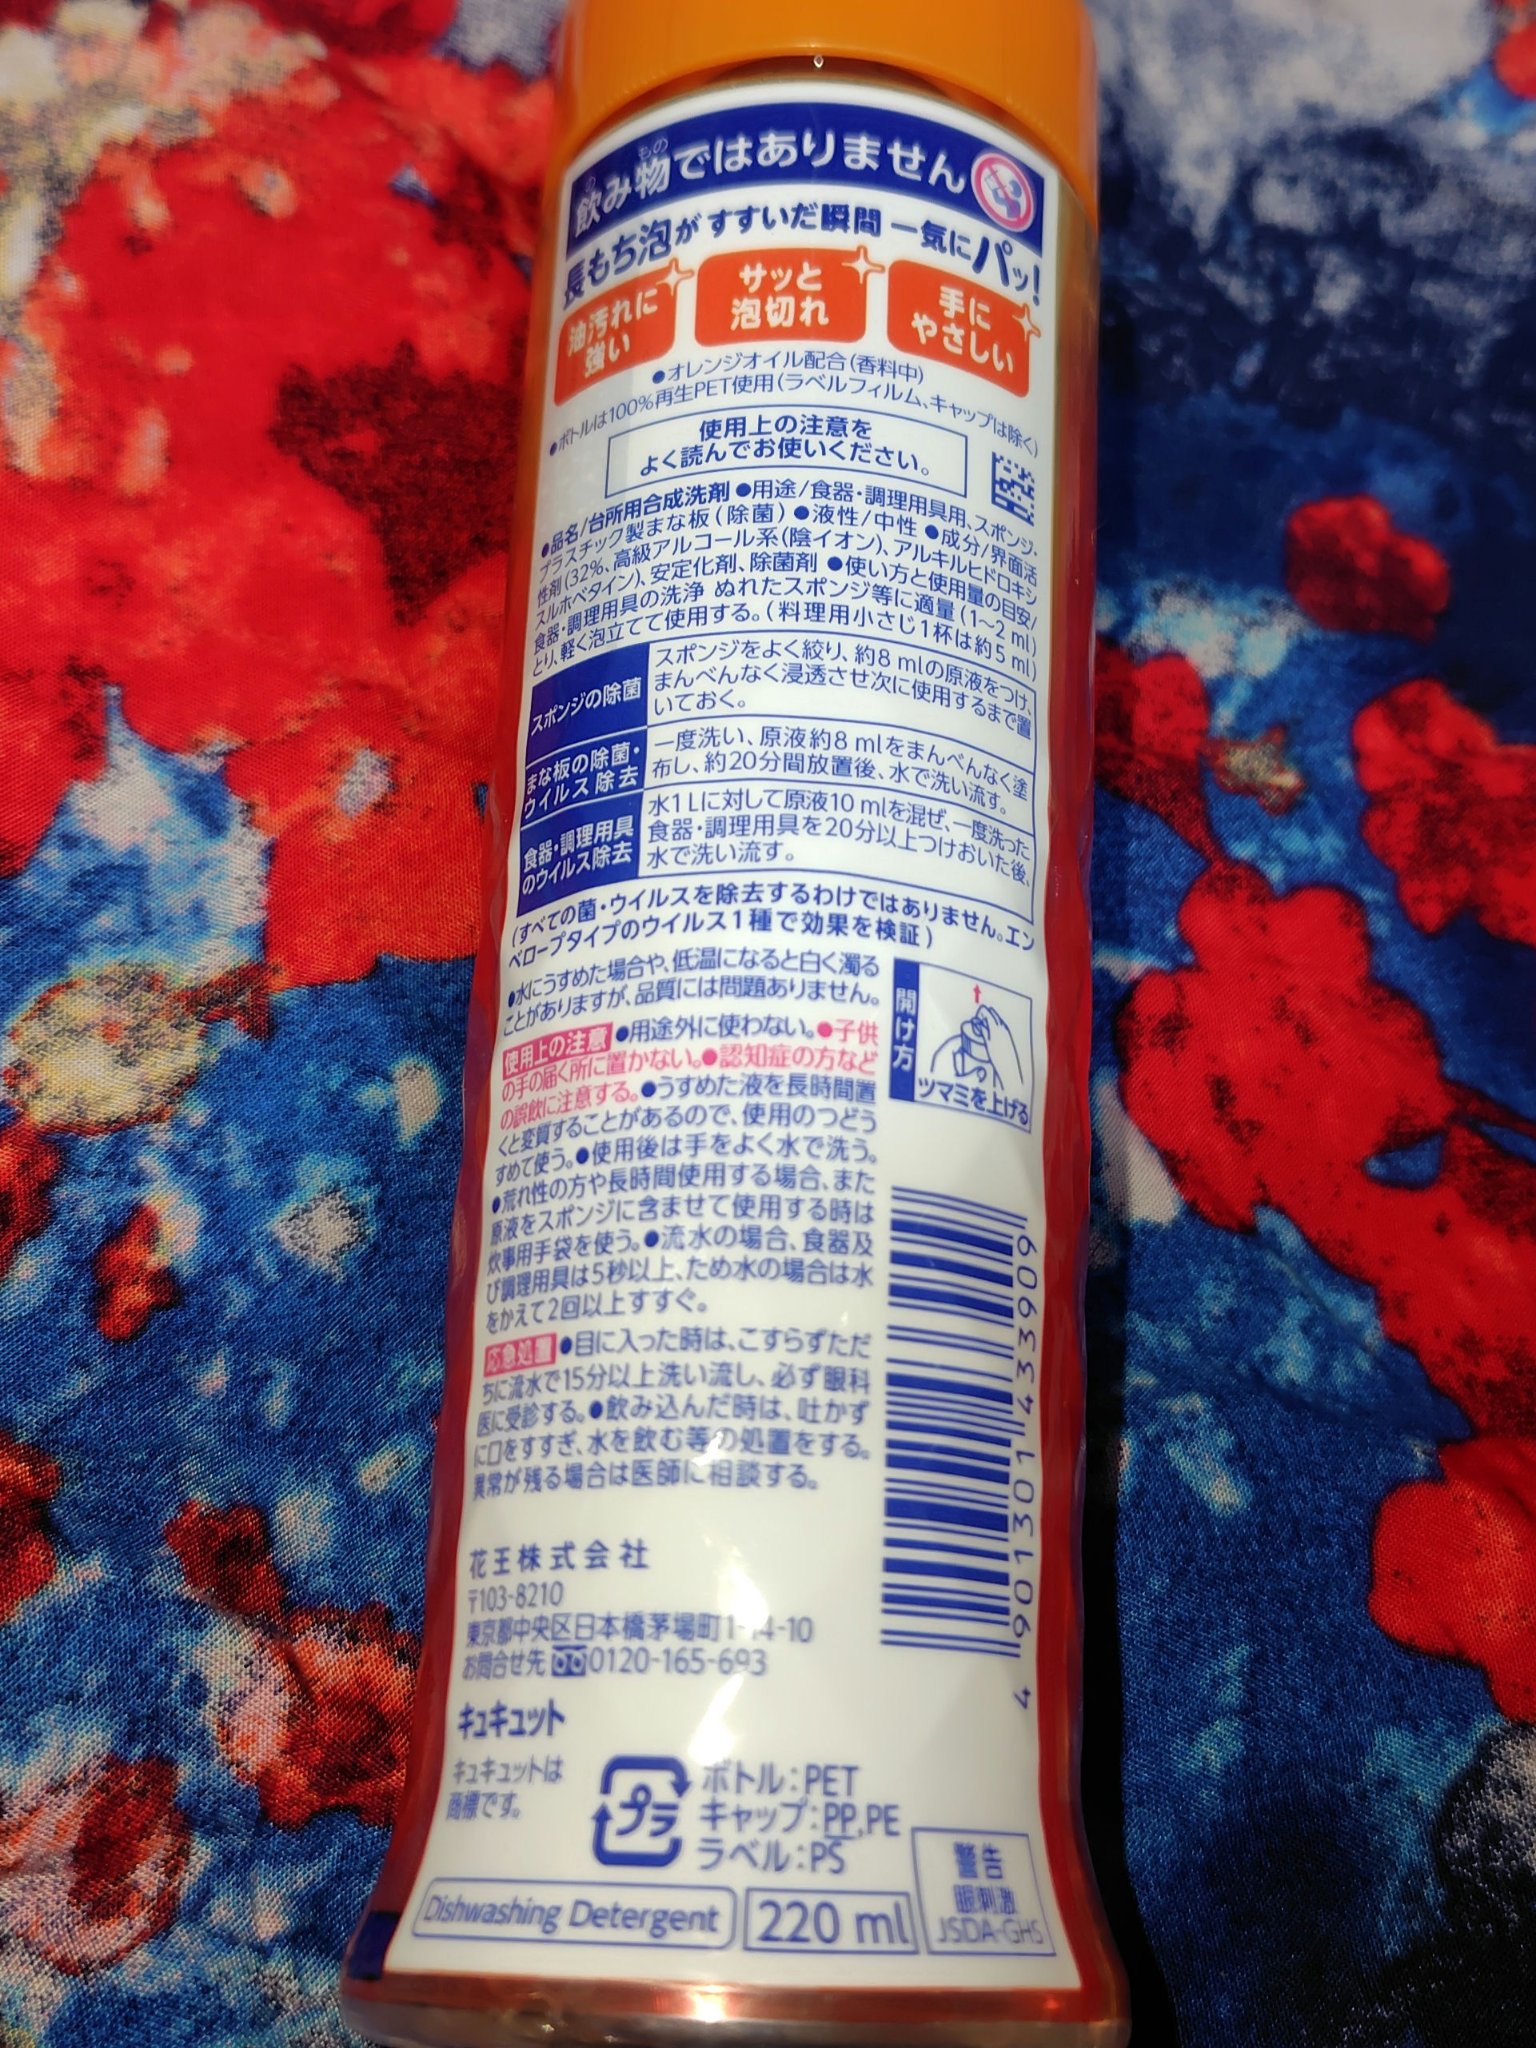 飲み物ではありません
長もち泡がすすいだ瞬間 一気にパッ!
油汚れに
強い
サッと
泡切れ
手に
やさしい
●オレンジオイル配合(香料中)
●ボトルは100%再生PET使用(ラベルフィルム、キャップは除く)
使用上の注意を
よく読んでお使いください。
●品名/台所用合成洗剤 ●用途/食器・調理用具用、スポンジ・
プラスチック製まな板(除菌) ●液性/中性 ●成分/界面活
性剤(32%、高級アルコール系(陰イオン)、アルキルヒドロキシ
スルホベタイン)、安定化剤、除菌剤 ●使い方と使用量の目安/
食器・調理用具の洗浄 ぬれたスポンジ等に適量(1~2 ml)
とり、軽く泡立てて使用する。(料理用小さじ1杯は約5 ml)
スポンジの除菌
スポンジをよく絞り、約8 mlの原液をつけ、
まんべんなく浸透させ次に使用するまで置
いておく。
まな板の除菌・
ウイルス除去
一度洗い、原液約8 mlをまんべんなく塗
布し、約20分間放置後、水で洗い流す。
食器・調理用具
のウイルス除去
水1 Lに対して原液10 mlを混ぜ、一度洗った
食器・調理用具を20分以上つけおいた後、
水で洗い流す。
(すべての菌・ウイルスを除去するわけではありません。エン
ベロープタイプのウイルス1種で効果を検証)
●水にうすめた場合や、低温になると白く濁る
ことがありますが、品質には問題ありません。
使用上の注意 ●用途外に使わない。●子供
の手の届く所に置かない。●認知症の方など
の誤飲に注意する。●うすめた液を長時間置
くと変質することがあるので、使用のつどう
すめて使う。●使用後は手をよく水で洗う。
●荒れ性の方や長時間使用する場合、また
原液をスポンジに含ませて使用する時は
炊事用手袋を使う。●流水の場合、食器及
び調理用具は5秒以上、ため水の場合は水
をかえて2回以上すすぐ。
応急処置 ●目に入った時は、こすらずただ
ちに流水で15分以上洗い流し、必ず眼科
医に受診する。●飲み込んだ時は、吐かず
に口をすすぎ、水を飲む等の処置をする。
異常が残る場合は医師に相談する。
開け方
ツマミを上げる
4 901301 433909
花王株式会社
〒103-8210
東京都中央区日本橋茅場町1-14-10
お問合せ先 0120-165-693
キュキュット
キュキュットは
商標です。
プラ
ボトル:PET
キャップ:PP,PE
ラベル:PS
Dishwashing Detergent
220 ml
警告
眼刺激
JSDA-GHS